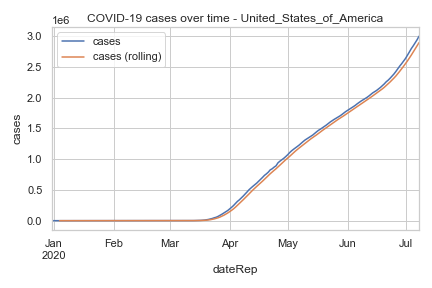 COVID-19 cases over time - United_States_of_America
1e6
cases
cases (rolling)
3.0
2.5
2.0
1.5
1.0
0.5
0.0
cases
Jan Feb Mar Apr May Jun Jul
2020
dateRep